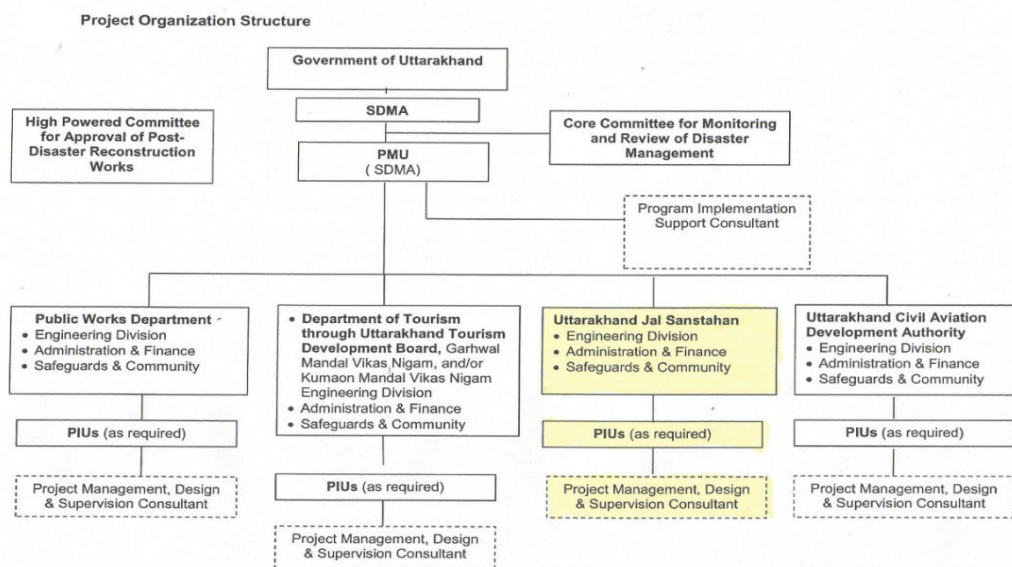 Project Organization Structure
Government of Uttarakhand
SDMA
High Powered Committee
for Approval of Post-
Disaster Reconstruction
Works
Core Committee for Monitoring
and Review of Disaster
Management
PMU
( SDMA)
Program Implementation
Support Consultant
Public Works Department
• Engineering Division
• Administration & Finance
• Safeguards & Community
• Department of Tourism
through Uttarakhand Tourism
Development Board, Garhwal
Mandal Vikas Nigam, and/or
Kumaon Mandal Vikas Nigam
Engineering Division
• Administration & Finance
• Safeguards & Community
Uttarakhand Jal Sanstahan
• Engineering Division
• Administration & Finance
• Safeguards & Community
Uttarakhand Civil Aviation
Development Authority
• Engineering Division
• Administration & Finance
• Safeguards & Community
PIUs (as required)
PIUs (as required)
PIUs (as required)
PIUs (as required)
Project Management, Design
& Supervision Consultant
Project Management, Design
& Supervision Consultant
Project Management, Design
& Supervision Consultant
Project Management, Design
& Supervision Consultant